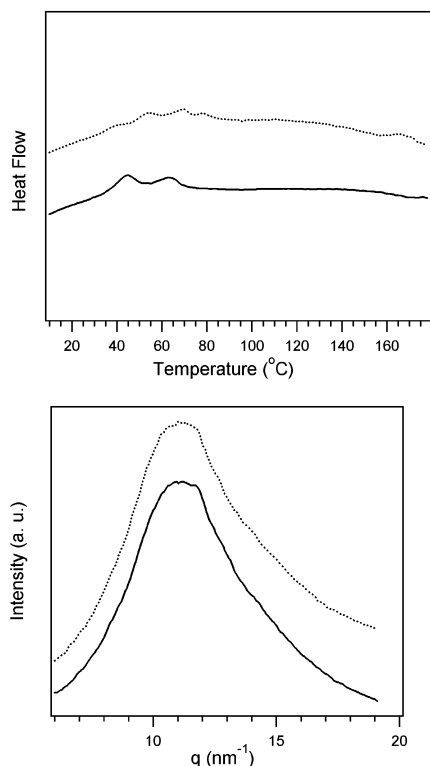 Heat Flow
20 40 60 80 100 120 140 160
Temperature (°C)
Intensity (a. u.)
10 15 20
q (nm⁻¹)